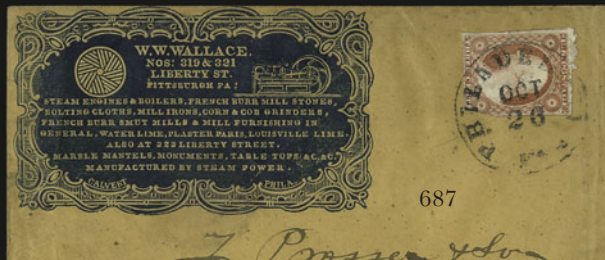 W.W.WALLACE.
NOS: 319 & 321
LIBERTY ST.
PITTSBURGH PA:
STEAM ENGINES & BOILERS, FRENCH BURR MILL STONES,
BOLTING CLOTHS, MILL IRONS, CORN & COB GRINDERS,
FRENCH BURR SMUT MILLS & MILL FURNISHING IN
GENERAL, WATER LIME, PLASTER PARIS, LOUISVILLE LIME.
ALSO AT 323 LIBERTY STREET.
MARBLE MANTELS, MONUMENTS, TABLE TOPS &C,&C.
MANUFACTURED BY STEAM POWER.
CALVERT PHILA
OCT
26
687